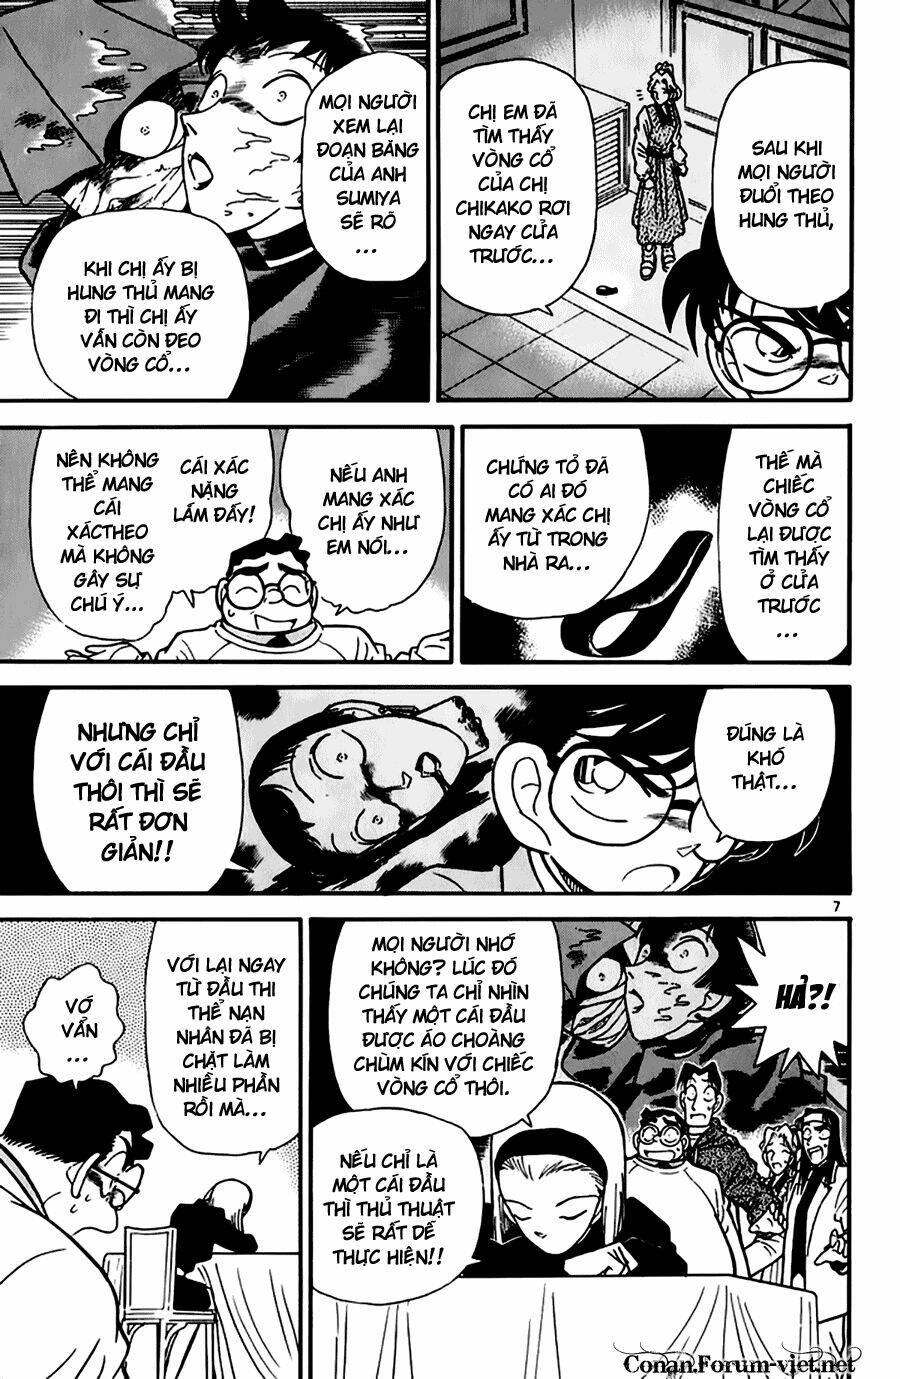 SAU KHI
MỌI NGƯỜI
ĐUỔI THEO
HUNG THỦ,
CHỊ EM ĐÃ
TÌM THẤY
VÒNG CỔ
CỦA CHỊ
CHIKAKO RƠI
NGAY CỬA
TRƯỚC...
MỌI NGƯỜI
XEM LẠI
ĐOẠN BĂNG
CỦA ANH
SUMIYA
SẼ RÕ
...
KHI CHỊ ẤY BỊ
HUNG THỦ MANG
ĐI THÌ CHỊ ẤY
VẪN CÒN ĐEO
VÒNG CỔ...
THẾ MÀ
CHIẾC
VÒNG CỔ
LẠI ĐƯỢC
TÌM THẤY
Ở CỬA
TRƯỚC
...
CHỨNG TỎ ĐÃ
CÓ AI ĐÓ
MANG XÁC CHỊ
ẤY TỪ TRONG
NHÀ RA...
NẾU ANH
MANG XÁC
CHỊ ẤY NHƯ
EM NÓI...
CÁI XÁC
NẶNG
LẮM ĐẤY!
NÊN KHÔNG
THỂ MANG
CÁI
XÁCTHEO
MÀ KHÔNG
GÂY SỰ
CHÚ Ý...
ĐÚNG LÀ
KHÓ
THẬT...
NHƯNG CHỈ
VỚI CÁI ĐẦU
THÔI THÌ SẼ
RẤT ĐƠN
GIẢN!!
7
HẢ?!
MỌI NGƯỜI NHỚ
KHÔNG? LÚC ĐÓ
CHÚNG TA CHỈ NHÌN
THẤY MỘT CÁI ĐẦU
ĐƯỢC ÁO CHOÀNG
CHÙM KÍN VỚI CHIẾC
VÒNG CỔ THÔI.
NẾU CHỈ LÀ
MỘT CÁI ĐẦU
THÌ THỦ THUẬT
SẼ RẤT DỄ
THỰC HIỆN!!
VỚI LẠI NGAY
TỪ ĐẦU THI
THỂ NẠN
NHÂN ĐÃ BỊ
CHẶT LÀM
NHIỀU PHẦN
RỒI MÀ...
VỚ
VẨN
...
Conan.Forum-viet.net